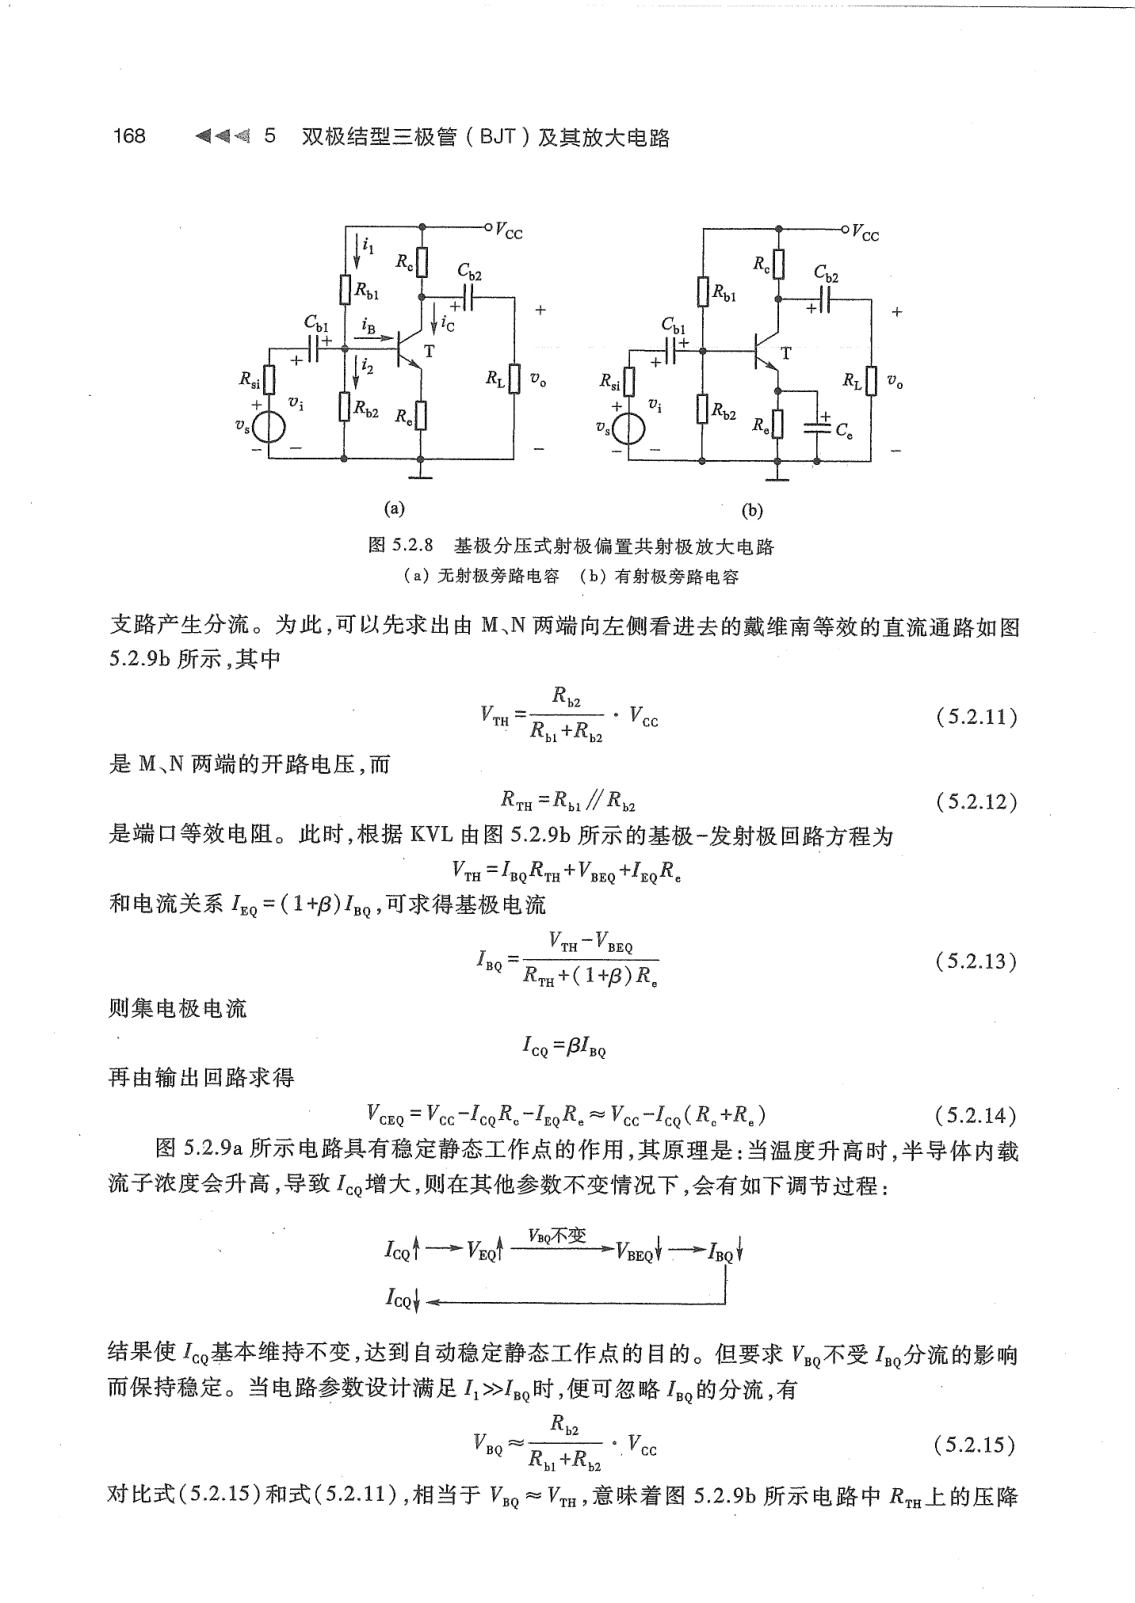 168 ◀◀◀ 5 双极结型三极管(BJT)及其放大电路
VCC
i1
Rc
Cb2
Rb1
+
+
Cb1
iB
iC
+
+
T
i2
Rsi
RL
vo
Rb2
Re
+
vi
vs
−
−
−
VCC
Rc
Cb2
Rb1
+
+
Cb1
+
+
T
Rsi
RL
vo
Rb2
Re
+
Ce
+
vi
vs
−
−
−
(a)
(b)
图 5.2.8 基极分压式射极偏置共射极放大电路
(a) 无射极旁路电容 (b) 有射极旁路电容
支路产生分流。为此,可以先求出由 M、N 两端向左侧看进去的戴维南等效的直流通路如图
5.2.9b 所示,其中
VTH = Rb2/(Rb1+Rb2) · VCC (5.2.11)
是 M、N 两端的开路电压,而
RTH = Rb1 // Rb2 (5.2.12)
是端口等效电阻。此时,根据 KVL 由图 5.2.9b 所示的基极-发射极回路方程为
VTH = IBQRTH+VBEQ+IEQRe
和电流关系 IEQ = (1+β)IBQ,可求得基极电流
IBQ = (VTH−VBEQ)/(RTH+(1+β)Re) (5.2.13)
则集电极电流
ICQ = βIBQ
再由输出回路求得
VCEQ = VCC−ICQRc−IEQRe ≈ VCC−ICQ(Rc+Re) (5.2.14)
图 5.2.9a 所示电路具有稳定静态工作点的作用,其原理是:当温度升高时,半导体内载
流子浓度会升高,导致 ICQ增大,则在其他参数不变情况下,会有如下调节过程:
ICQ↑ → VEQ↑ VBQ不变 → VBEQ↓ → IBQ↓
ICQ↓ ←
结果使 ICQ基本维持不变,达到自动稳定静态工作点的目的。但要求 VBQ不受 IBQ分流的影响
而保持稳定。当电路参数设计满足 I1≫IBQ时,便可忽略 IBQ的分流,有
VBQ ≈ Rb2/(Rb1+Rb2) · VCC (5.2.15)
对比式(5.2.15)和式(5.2.11),相当于 VBQ ≈ VTH,意味着图 5.2.9b 所示电路中 RTH上的压降